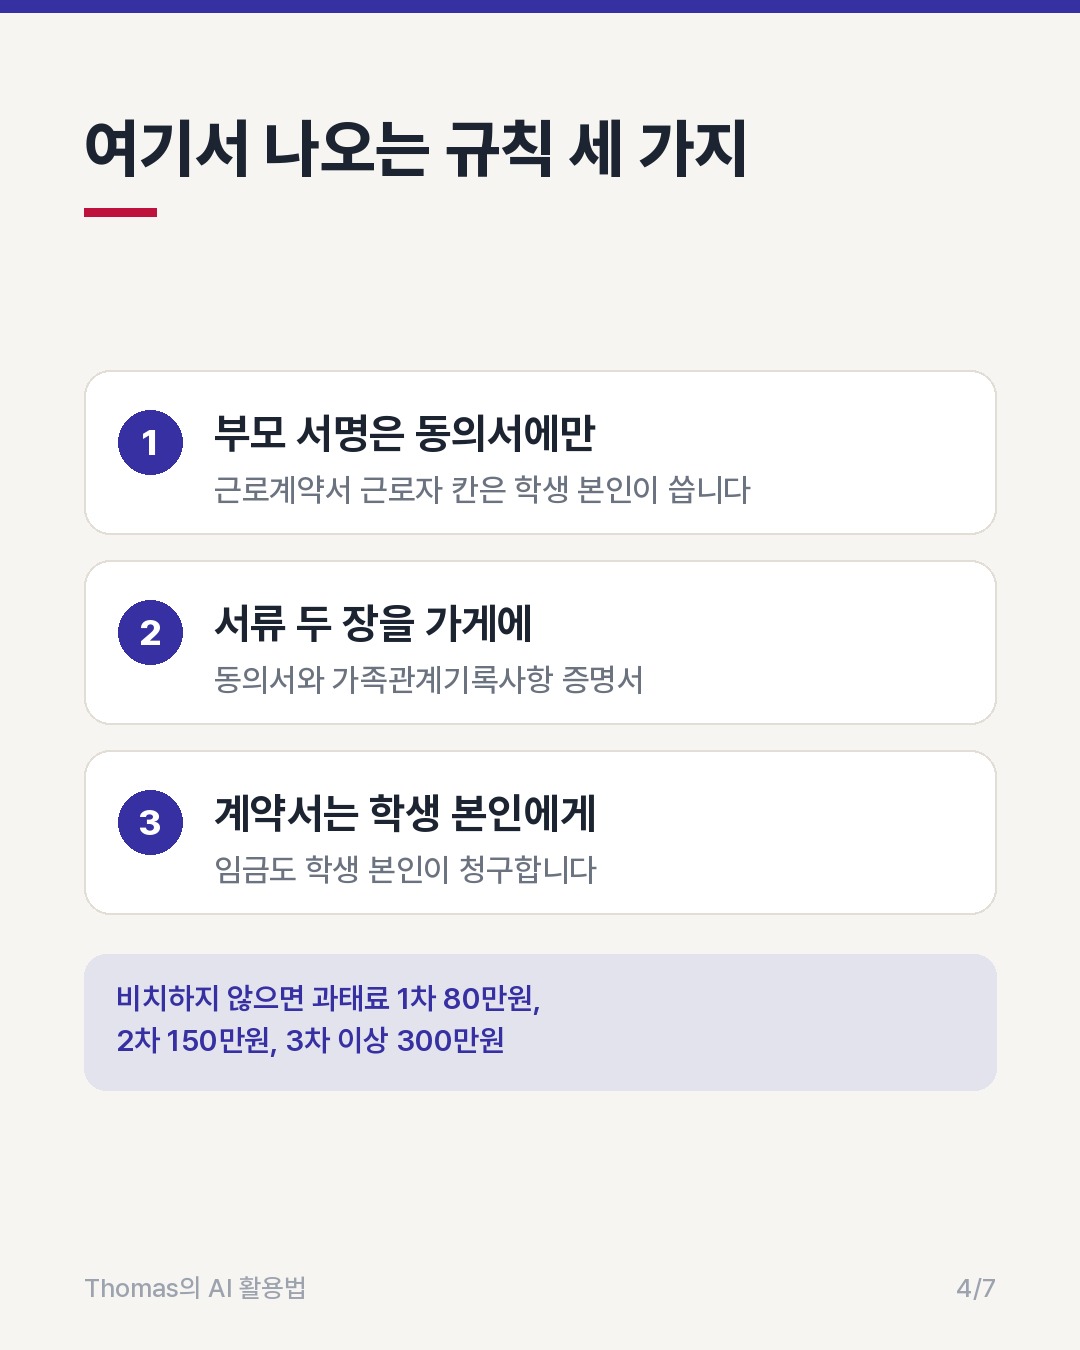 여기서 나오는 규칙 세 가지
1
부모 서명은 동의서에만
근로계약서 근로자 칸은 학생 본인이 씁니다
2
서류 두 장을 가게에
동의서와 가족관계기록사항 증명서
3
계약서는 학생 본인에게
임금도 학생 본인이 청구합니다
비치하지 않으면 과태료 1차 80만원,
2차 150만원, 3차 이상 300만원
Thomas의 AI 활용법
4/7